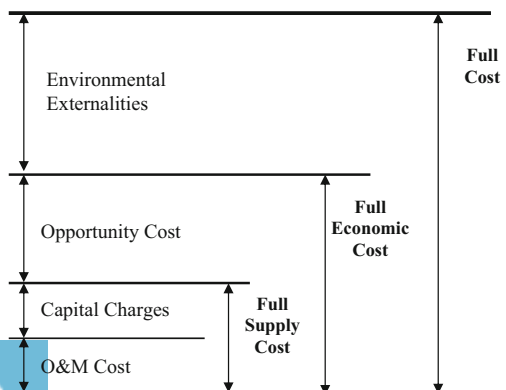 Full
Cost
Environmental
Externalities
Full
Economic
Cost
Opportunity Cost
Full
Supply
Cost
Capital Charges
O&M Cost